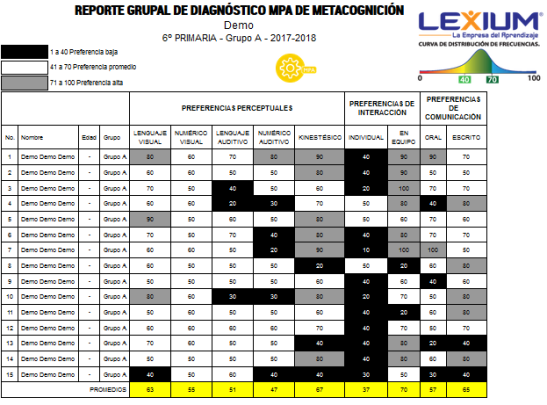 REPORTE GRUPAL DE DIAGNÓSTICO MPA DE METACOGNICIÓN
Demo
6º PRIMARIA - Grupo A - 2017-2018
LEXIUM
La Empresa del Aprendizaje
CURVA DE DISTRIBUCIÓN DE FRECUENCIAS.
0 40 70 100
1 a 40 Preferencia baja
41 a 70 Preferencia promedio
71 a 100 Preferencia alta
PREFERENCIAS PERCEPTUALES PREFERENCIAS DE INTERACCIÓN PREFERENCIAS DE COMUNICACIÓN
No. Nombre Edad Grupo LENGUAJE VISUAL NUMÉRICO VISUAL LENGUAJE AUDITIVO NUMÉRICO AUDITIVO KINESTÉSICO INDIVIDUAL EN EQUIPO ORAL ESCRITO
1 Demo Demo Demo - Grupo A 80 60 70 80 90 40 90 90 70
2 Demo Demo Demo - Grupo A 60 60 50 50 80 40 90 50 50
3 Demo Demo Demo - Grupo A 70 50 40 50 60 20 100 70 70
4 Demo Demo Demo - Grupo A 60 60 20 30 70 50 80 40 80
5 Demo Demo Demo - Grupo A 90 50 60 50 80 50 60 70 60
6 Demo Demo Demo - Grupo A 70 50 70 40 80 40 80 70 70
7 Demo Demo Demo - Grupo A 60 60 50 20 90 10 100 100 50
8 Demo Demo Demo - Grupo A 60 50 50 50 20 50 20 60 80
9 Demo Demo Demo - Grupo A 50 50 50 60 60 40 60 40 60
10 Demo Demo Demo - Grupo A 80 60 30 30 80 20 70 50 80
11 Demo Demo Demo - Grupo A 50 60 50 50 60 40 20 60 80
12 Demo Demo Demo - Grupo A 60 60 60 60 70 40 70 50 70
13 Demo Demo Demo - Grupo A 70 50 50 40 40 40 80 20 40
14 Demo Demo Demo - Grupo A 50 50 60 50 80 40 80 60 80
15 Demo Demo Demo - Grupo A 40 50 60 40 40 30 50 30 40
PROMEDIOS 63 55 51 47 67 37 70 57 65